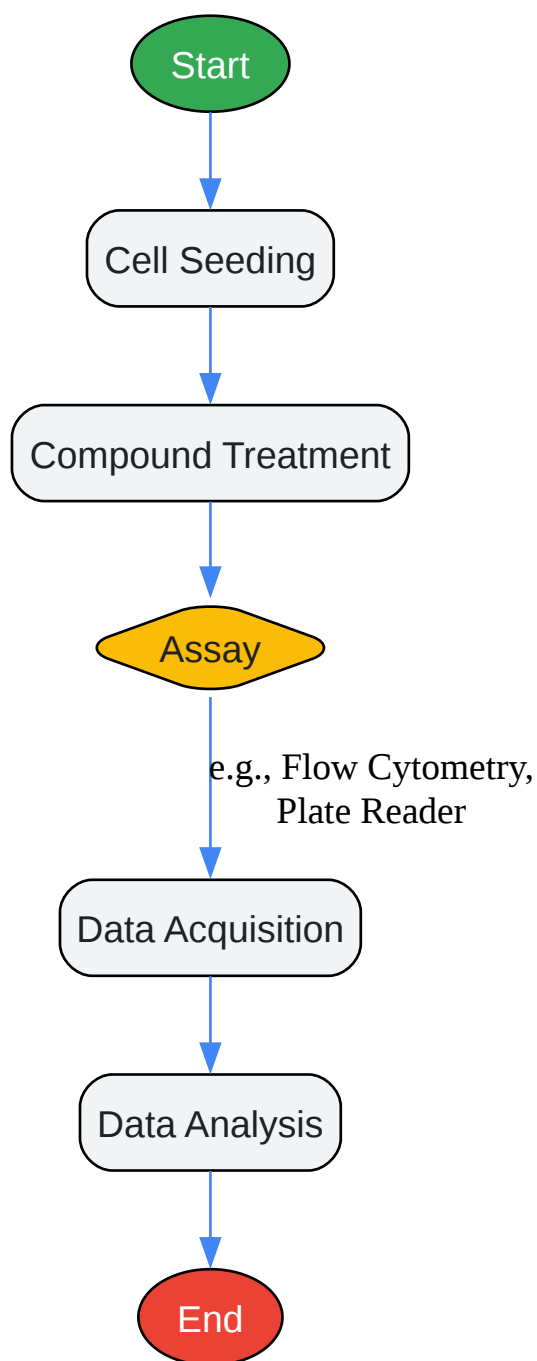 Start
Cell Seeding
Compound Treatment
Assay
e.g., Flow Cytometry,
Plate Reader
Data Acquisition
Data Analysis
End